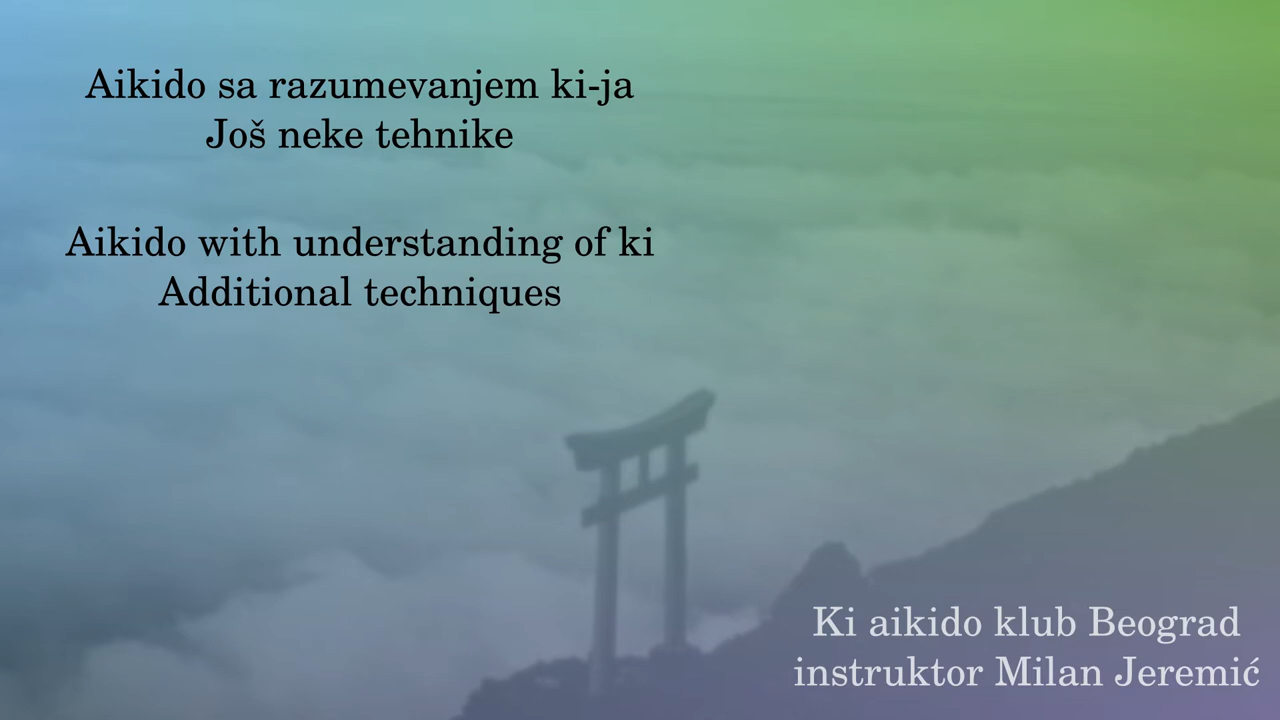 Aikido sa razumevanjem ki-ja
Još neke tehnike
Aikido with understanding of ki
Additional techniques
Ki aikido klub Beograd
instruktor Milan Jeremić